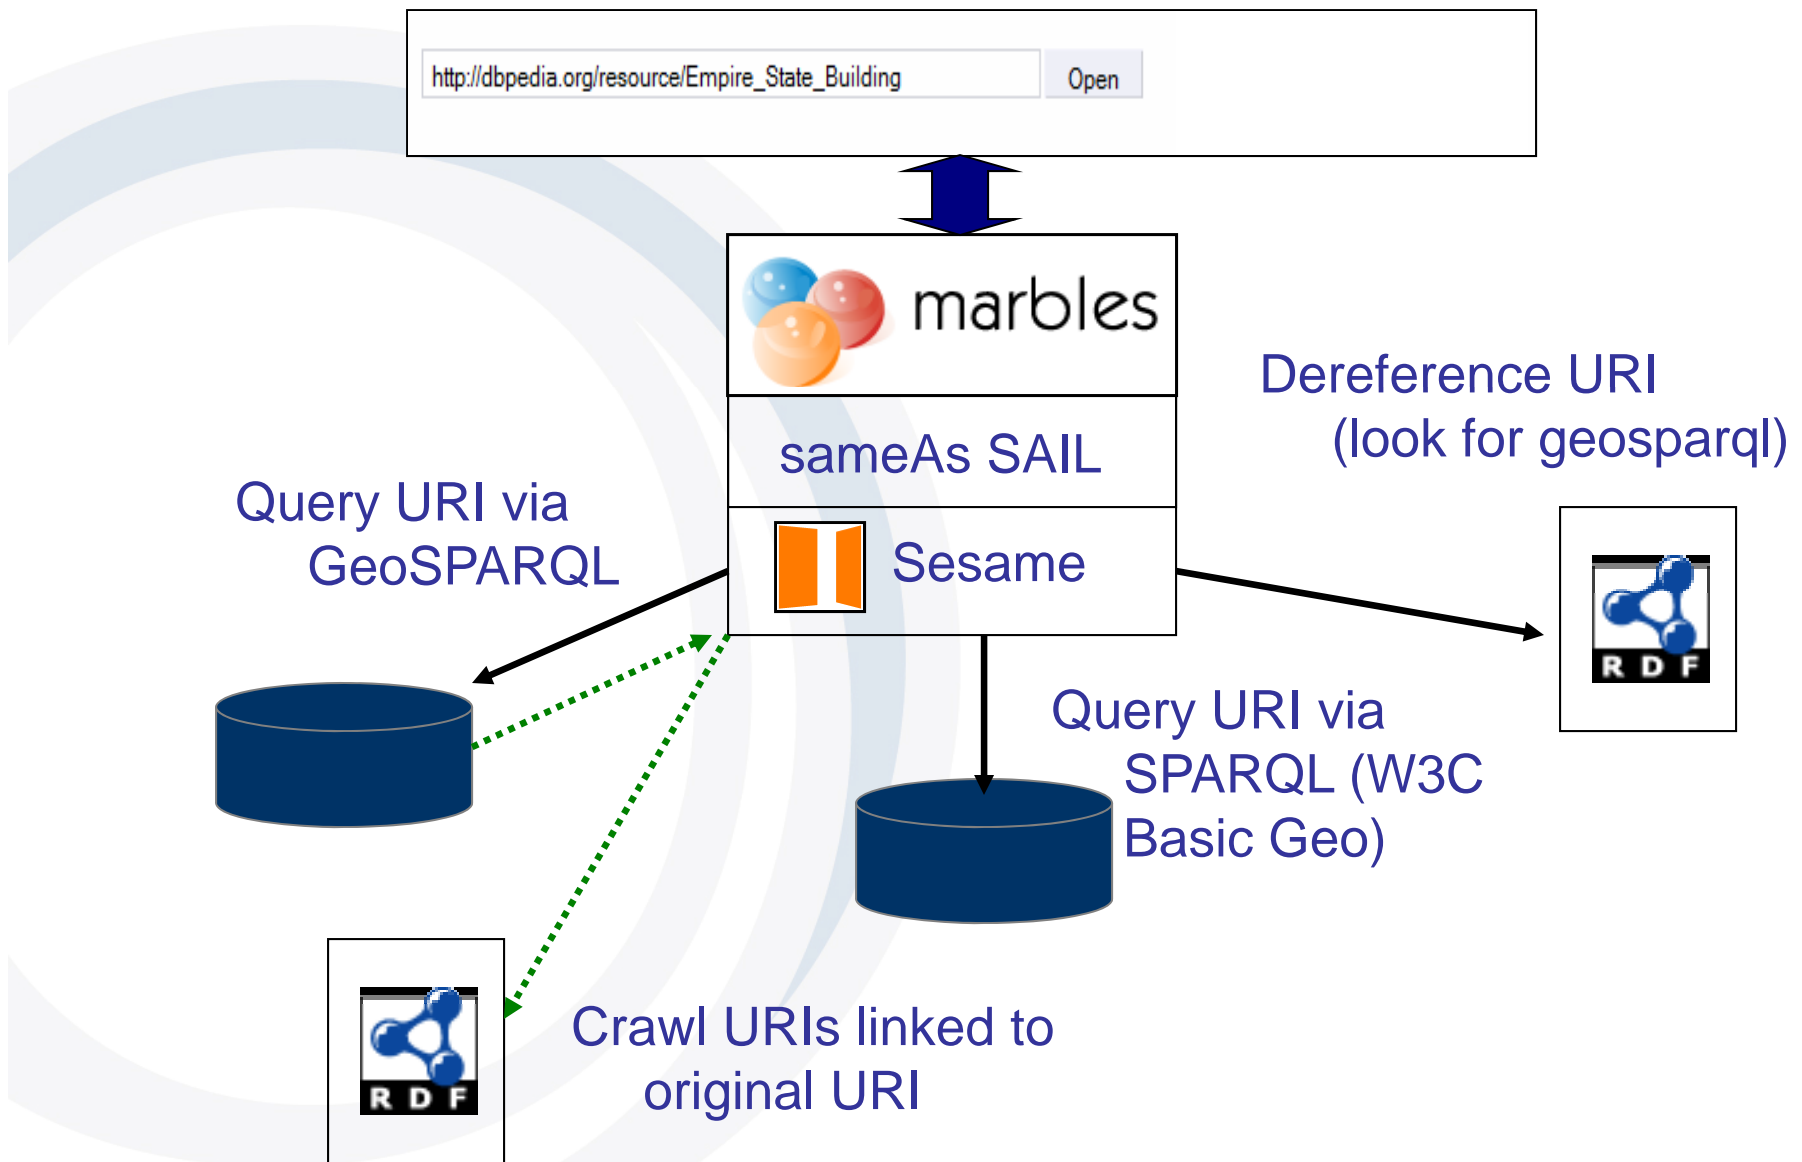 http://dbpedia.org/resource/Empire_State_Building Open
marbles
sameAs SAIL
Sesame
Dereference URI
(look for geosparql)
RDF
Query URI via
GeoSPARQL
Query URI via
SPARQL (W3C
Basic Geo)
RDF
Crawl URIs linked to
original URI